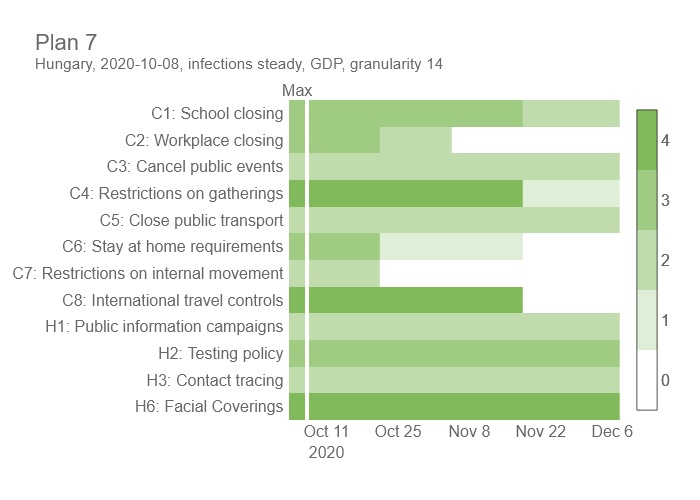 Plan 7
Hungary, 2020-10-08, infections steady, GDP, granularity 14
Max
C1: School closing
C2: Workplace closing
C3: Cancel public events
C4: Restrictions on gatherings
C5: Close public transport
C6: Stay at home requirements
C7: Restrictions on internal movement
C8: International travel controls
H1: Public information campaigns
H2: Testing policy
H3: Contact tracing
H6: Facial Coverings
Oct 11 Oct 25 Nov 8 Nov 22 Dec 6
2020
4
3
2
1
0